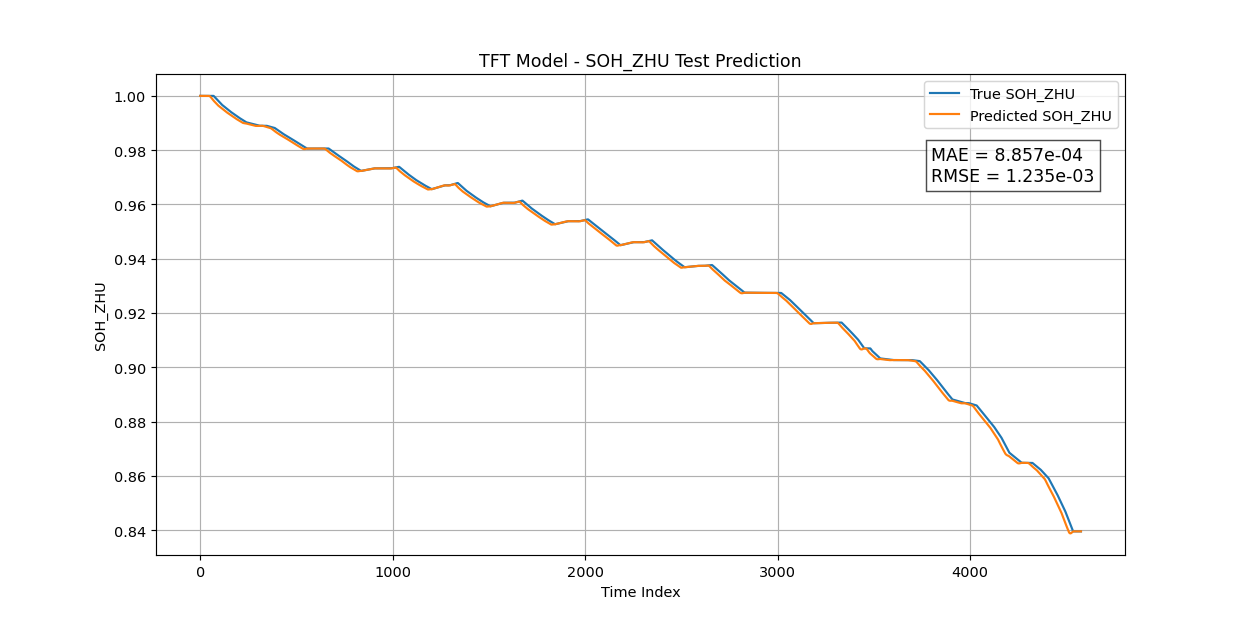 TFT Model - SOH_ZHU Test Prediction
True SOH_ZHU
Predicted SOH_ZHU
MAE = 8.857e-04
RMSE = 1.235e-03
SOH_ZHU
1.00
0.98
0.96
0.94
0.92
0.90
0.88
0.86
0.84
0
1000
2000
3000
4000
Time Index